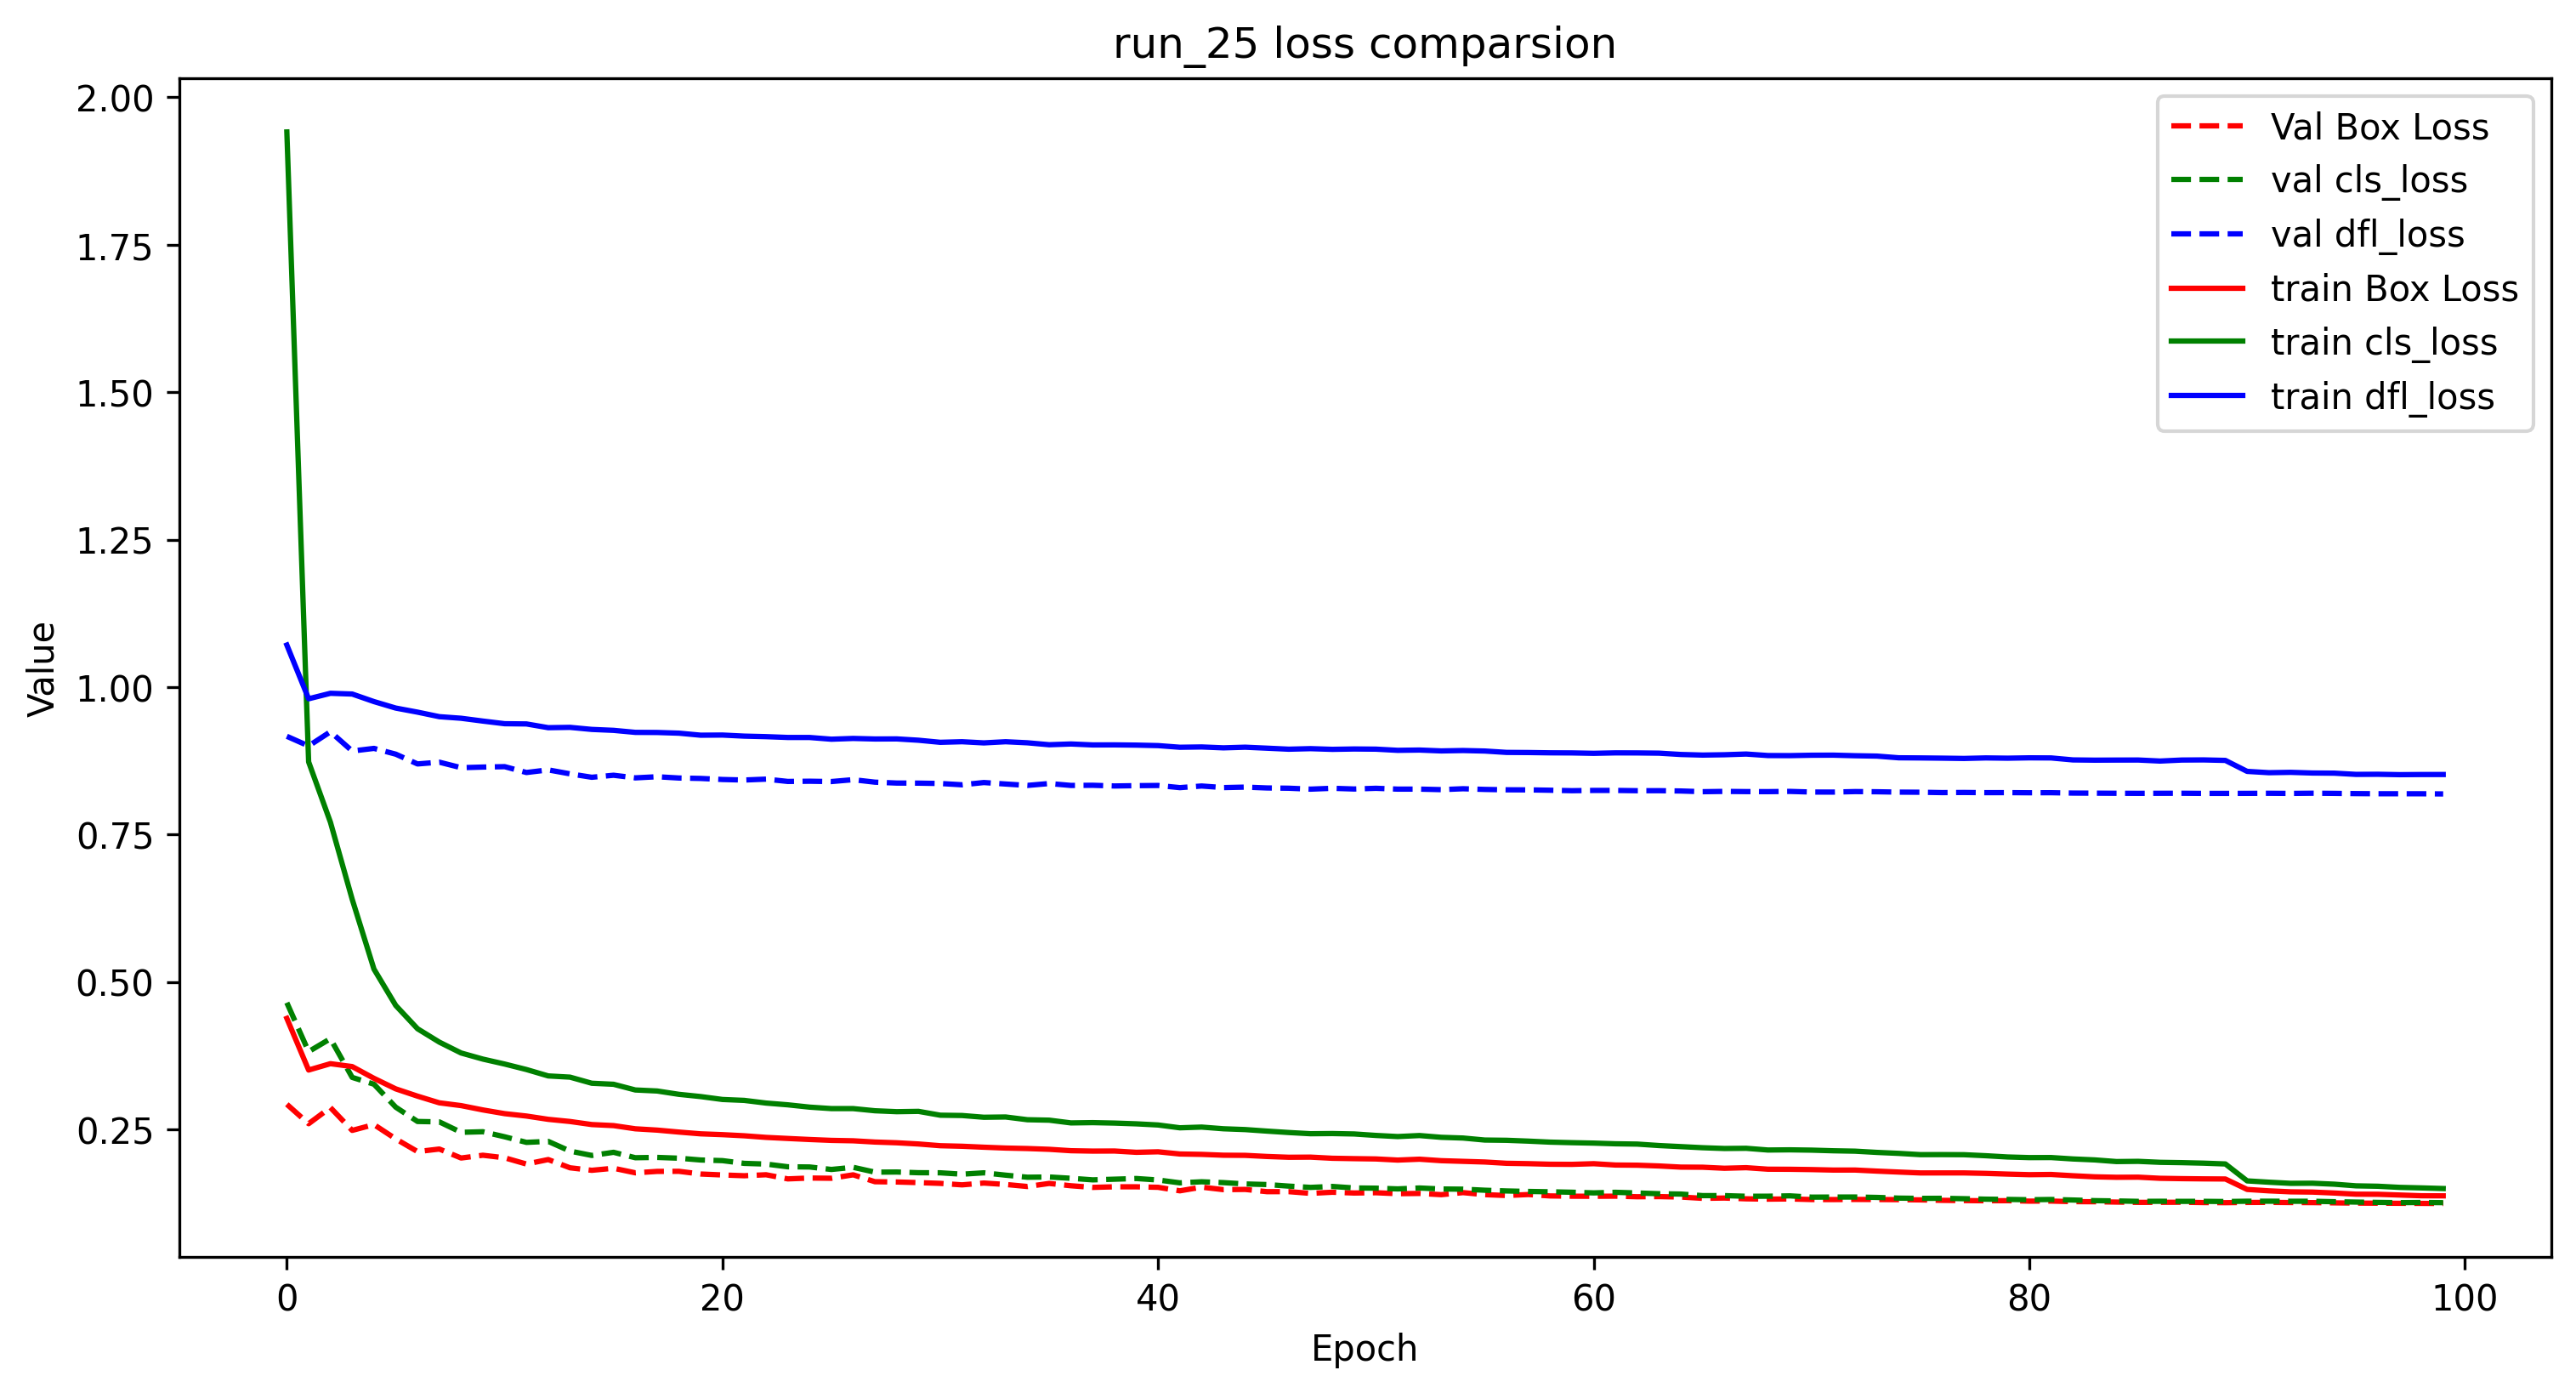 run_25 loss comparsion
2.00
1.75
1.50
1.25
1.00
0.75
0.50
0.25
Value
Val Box Loss
val cls_loss
val dfl_loss
train Box Loss
train cls_loss
train dfl_loss
0 20 40 60 80 100
Epoch